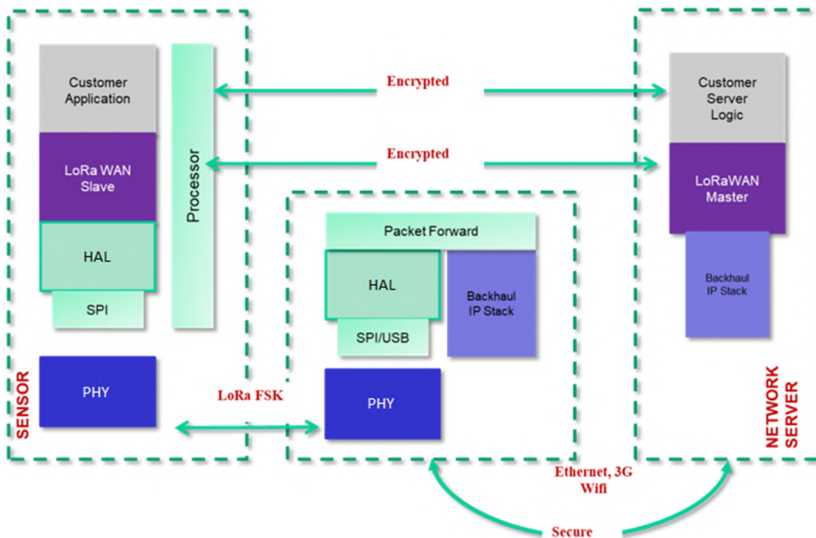 Customer
Application
LoRa WAN
Slave
HAL
SPI
PHY
SENSOR
Processor
Encrypted
Encrypted
LoRa FSK
Packet Forward
HAL
SPI/USB
Backhaul
IP Stack
PHY
Ethernet, 3G
Wifi
Secure
Customer
Server
Logic
LoRaWAN
Master
Backhaul
IP Stack
NETWORK
SERVER